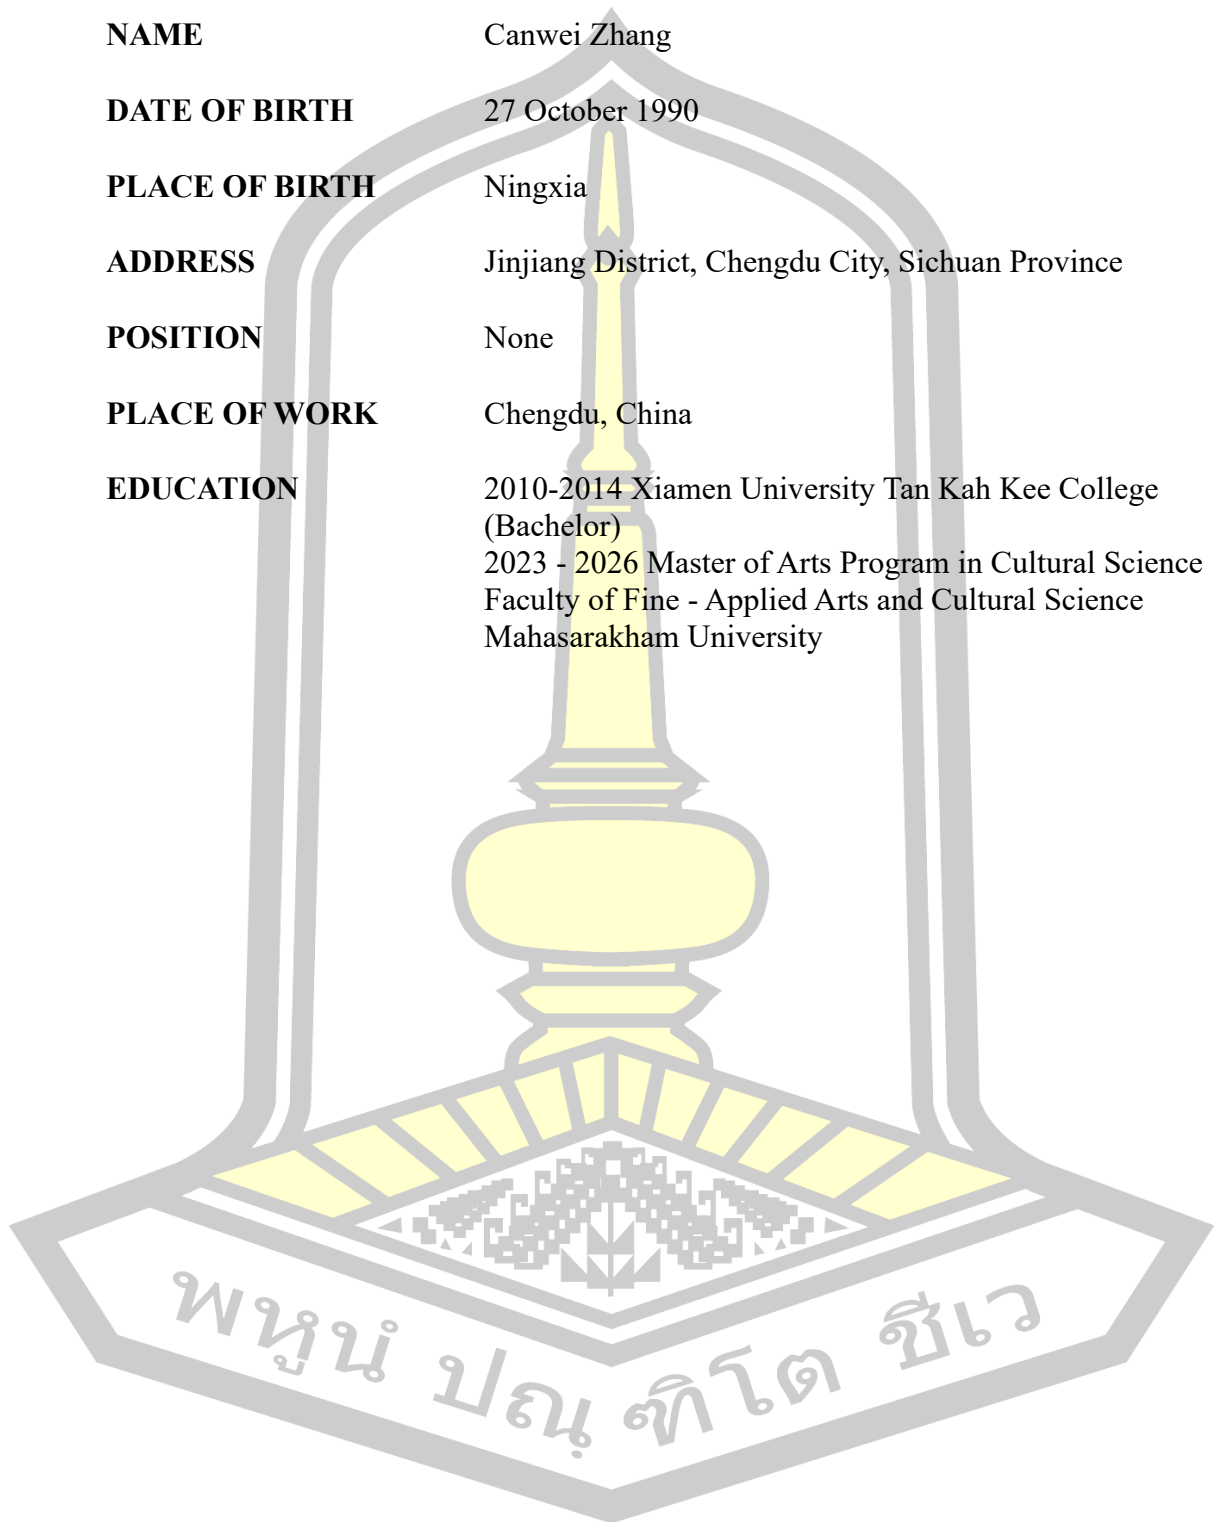 NAME Canwei Zhang
DATE OF BIRTH 27 October 1990
PLACE OF BIRTH Ningxia
ADDRESS Jinjiang District, Chengdu City, Sichuan Province
POSITION None
PLACE OF WORK Chengdu, China
EDUCATION 2010-2014 Xiamen University Tan Kah Kee College
(Bachelor)
2023 - 2026 Master of Arts Program in Cultural Science
Faculty of Fine - Applied Arts and Cultural Science
Mahasarakham University
พหูนํ ปณฺ ฑิโต ชีเว